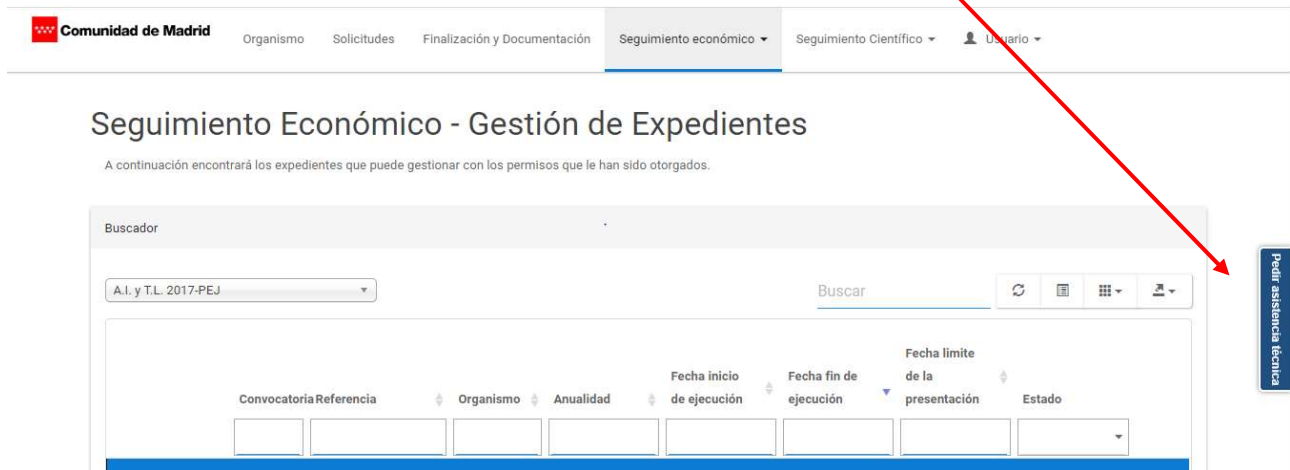 Comunidad de Madrid
Organismo Solicitudes Finalización y Documentación Seguimiento económico Seguimiento Científico Usuario
Seguimiento Económico - Gestión de Expedientes
A continuación encontrará los expedientes que puede gestionar con los permisos que le han sido otorgados.
Buscador
A.I. y T.L. 2017-PEJ
Buscar
Pedir asistencia técnica
Convocatoria Referencia Organismo Anualidad Fecha inicio de ejecución Fecha fin de ejecución Fecha limite de la presentación Estado